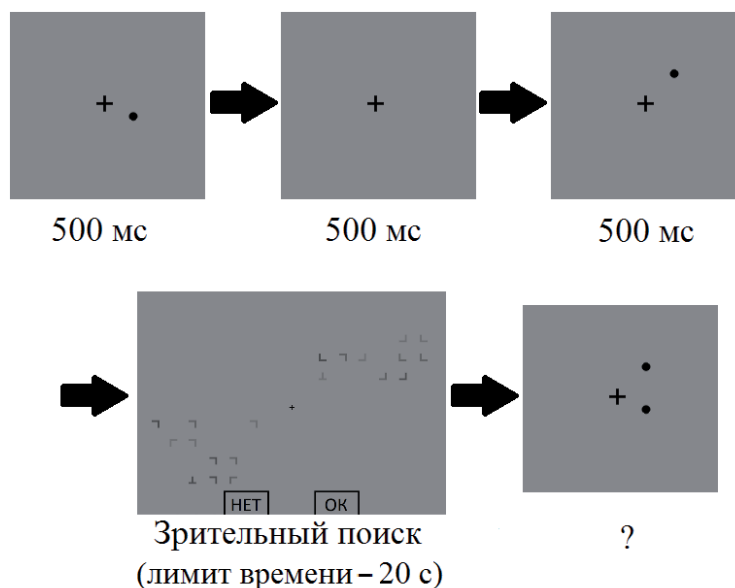 500 мс
500 мс
500 мс
НЕТ
ОК
Зрительный поиск
?
(лимит времени – 20 с)